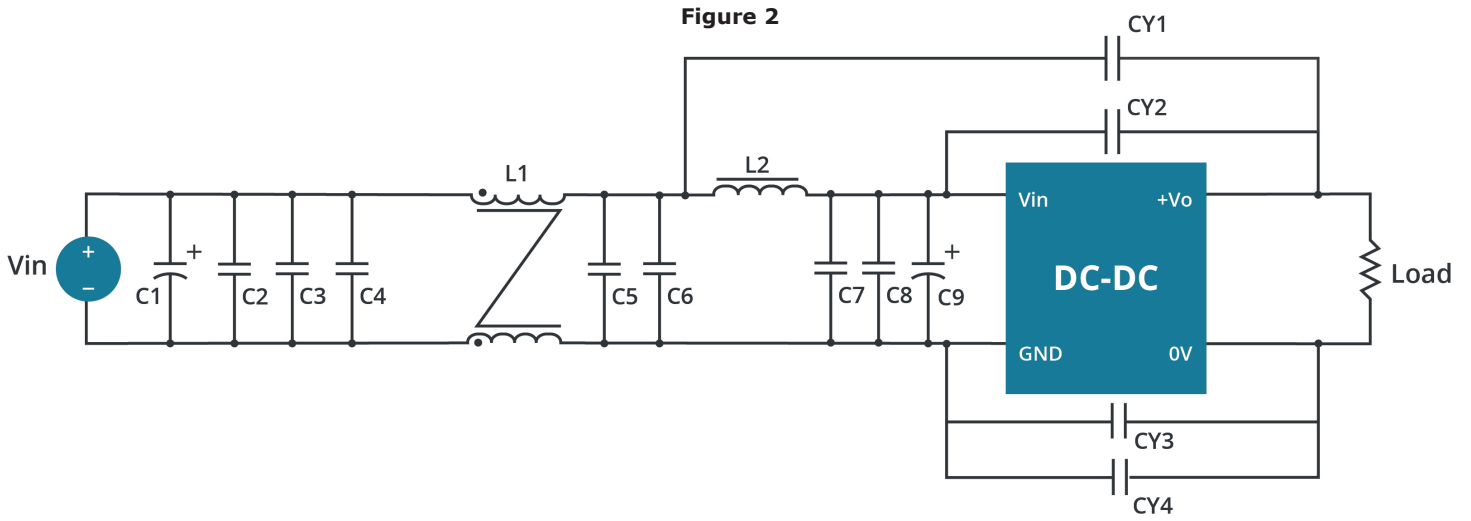 Figure 2
CY1
CY2
L1
L2
Vin
+
−
+
C1
C2
C3
C4
C5
C6
C7
C8
+
C9
Vin
+Vo
DC-DC
GND
0V
Load
CY3
CY4